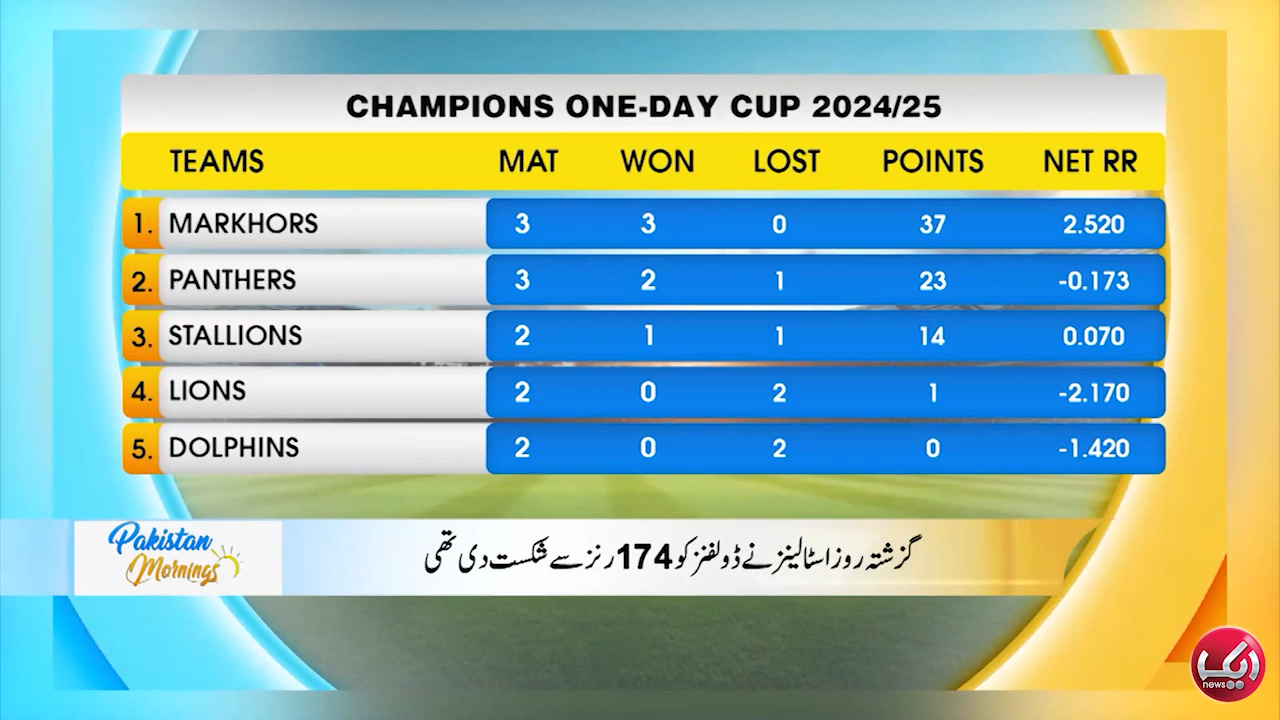 CHAMPIONS ONE-DAY CUP 2024/25
TEAMS MAT WON LOST POINTS NET RR
1. MARKHORS 3 3 0 37 2.520
2. PANTHERS 3 2 1 23 -0.173
3. STALLIONS 2 1 1 14 0.070
4. LIONS 2 0 2 1 -2.170
5. DOLPHINS 2 0 2 0 -1.420
Pakistan
Mornings
گزشتہ روز اسٹالینز نے ڈولفنز کو 174 رنز سے شکست دی تھی
ایک
news